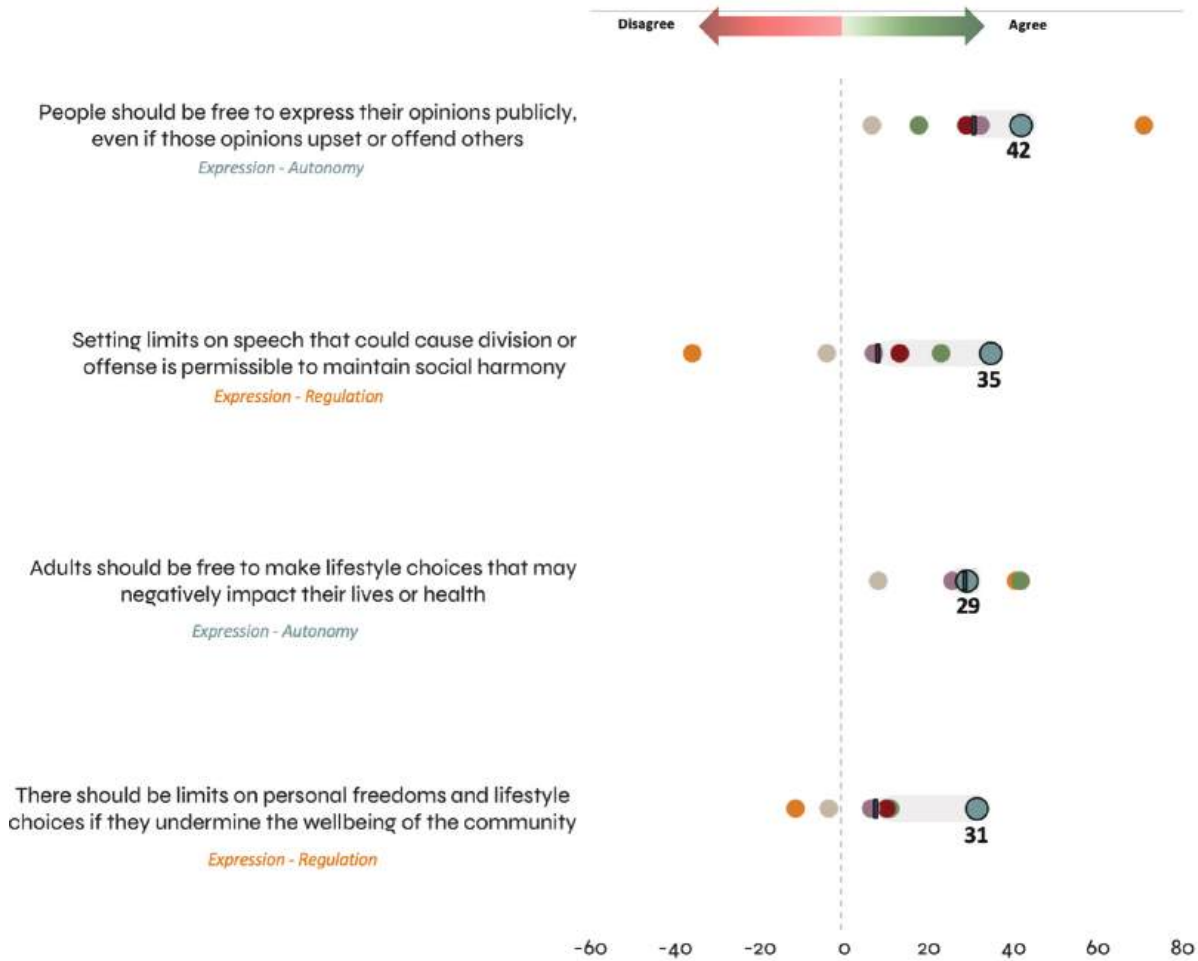 Disagree
Agree
People should be free to express their opinions publicly,
even if those opinions upset or offend others
Expression - Autonomy
42
Setting limits on speech that could cause division or
offense is permissible to maintain social harmony
Expression - Regulation
35
Adults should be free to make lifestyle choices that may
negatively impact their lives or health
Expression - Autonomy
29
There should be limits on personal freedoms and lifestyle
choices if they undermine the wellbeing of the community
Expression - Regulation
31
-60 -40 -20 0 20 40 60 80